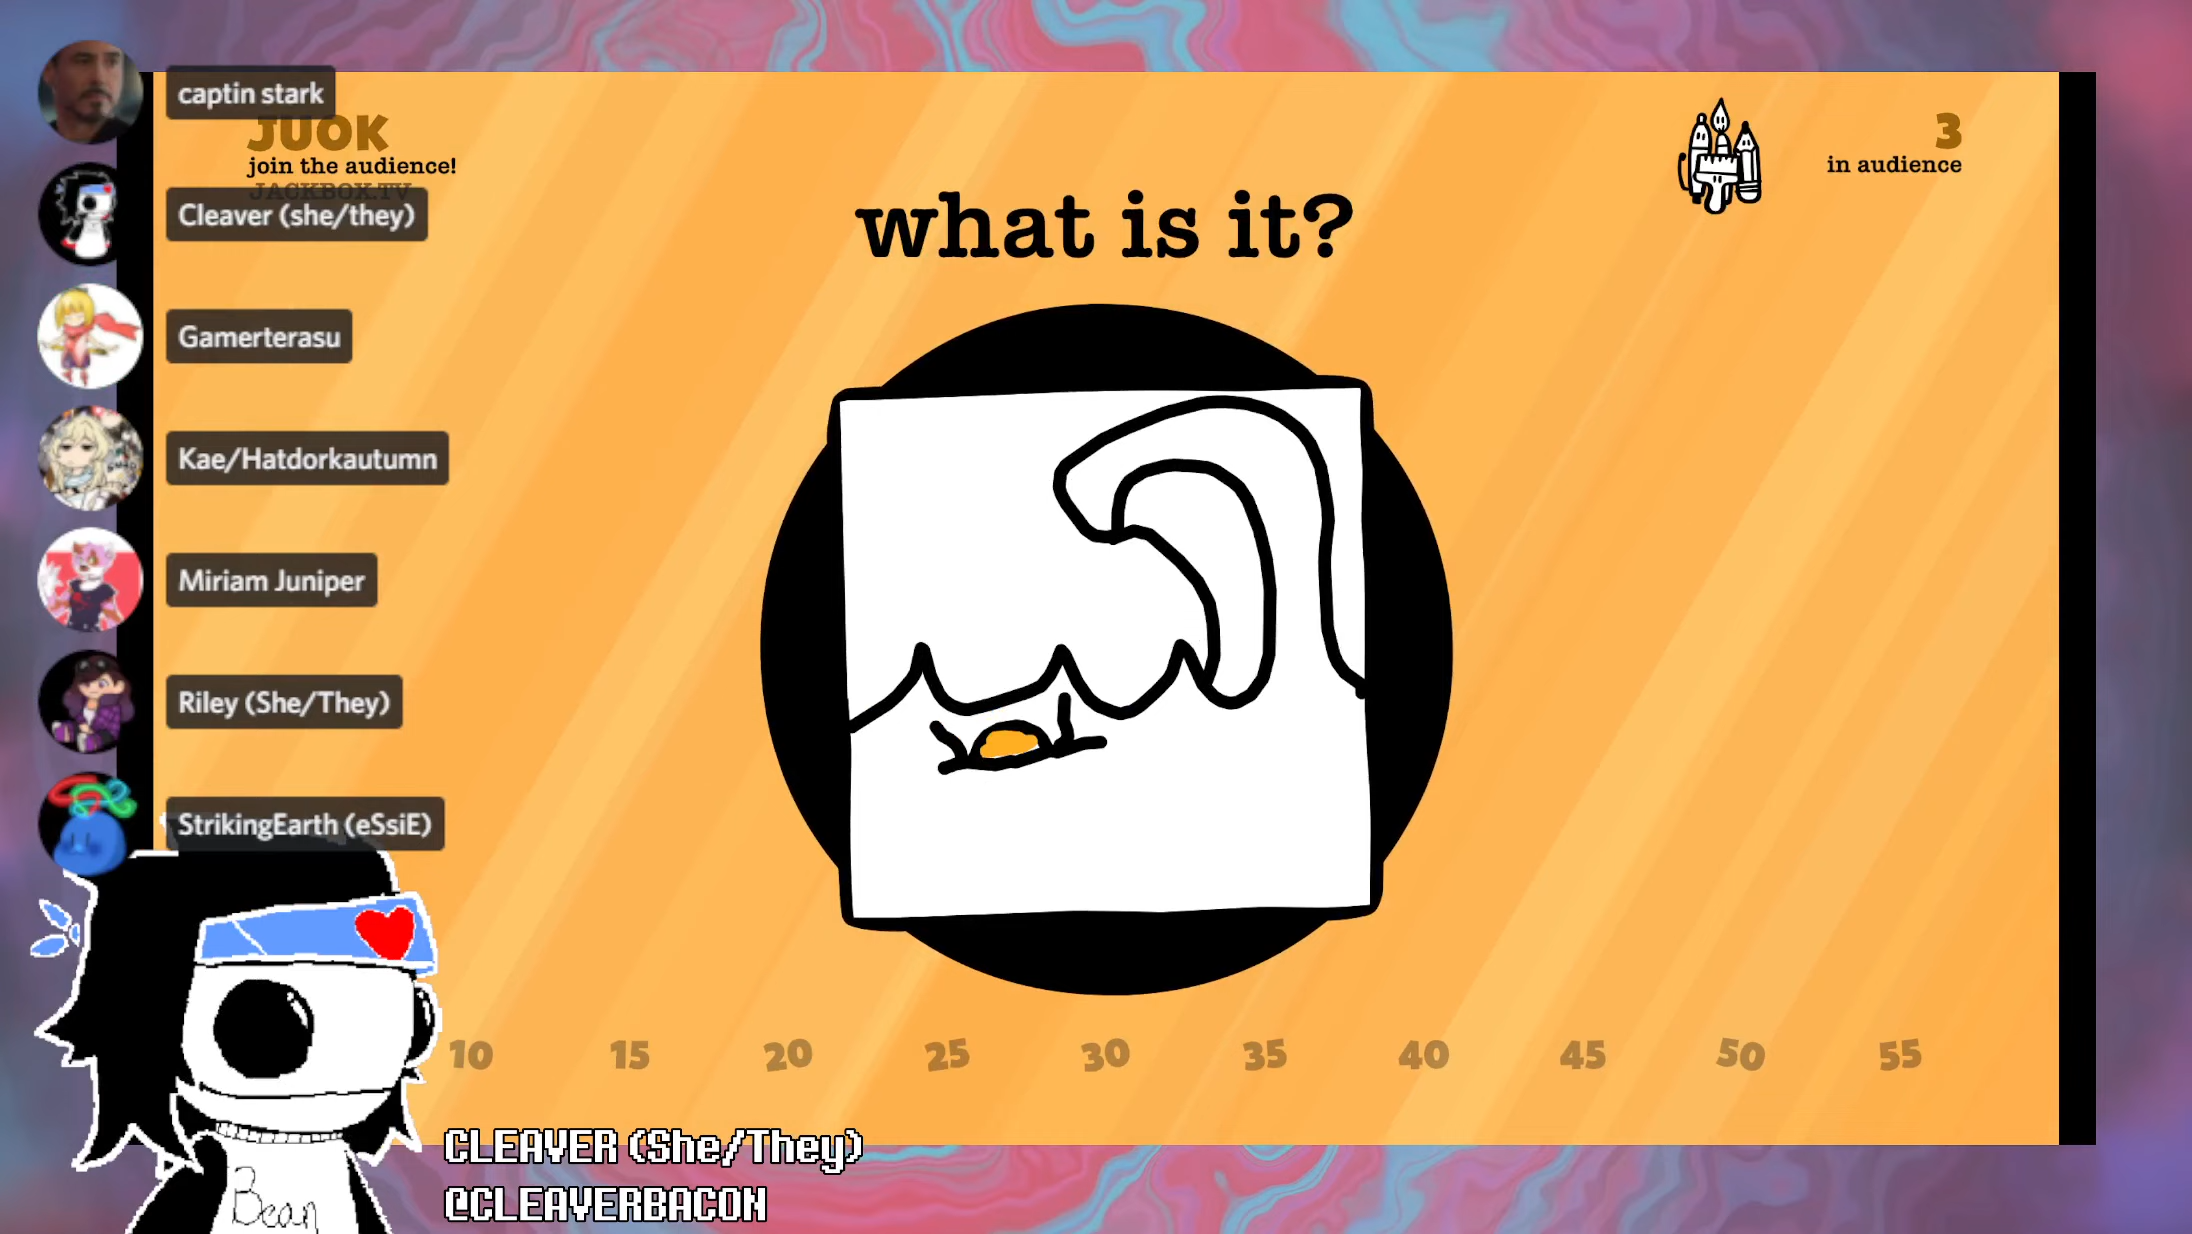 captin stark
JUOK
join the audience!
JACKBOX.TV
Cleaver (she/they)
3
in audience
what is it?
Gamerterasu
Kae/Hatdorkautumn
Miriam Juniper
Riley (She/They)
StrikingEarth (eSsiE)
10 15 20 25 30 35 40 45 50 55
Bean
CLEAVER (She/They)
@CLEAVERBACON